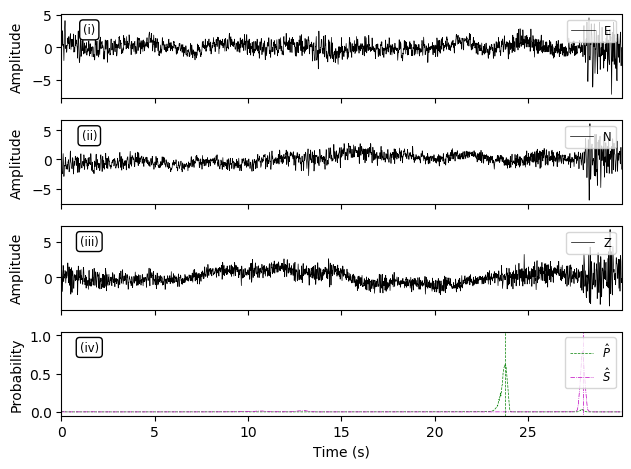 5
0
−5
Amplitude
(i)
E
5
0
−5
Amplitude
(ii)
N
5
0
Amplitude
(iii)
Z
1.0
0.5
0.0
Probability
(iv)
P̂
Ŝ
0 5 10 15 20 25
Time (s)